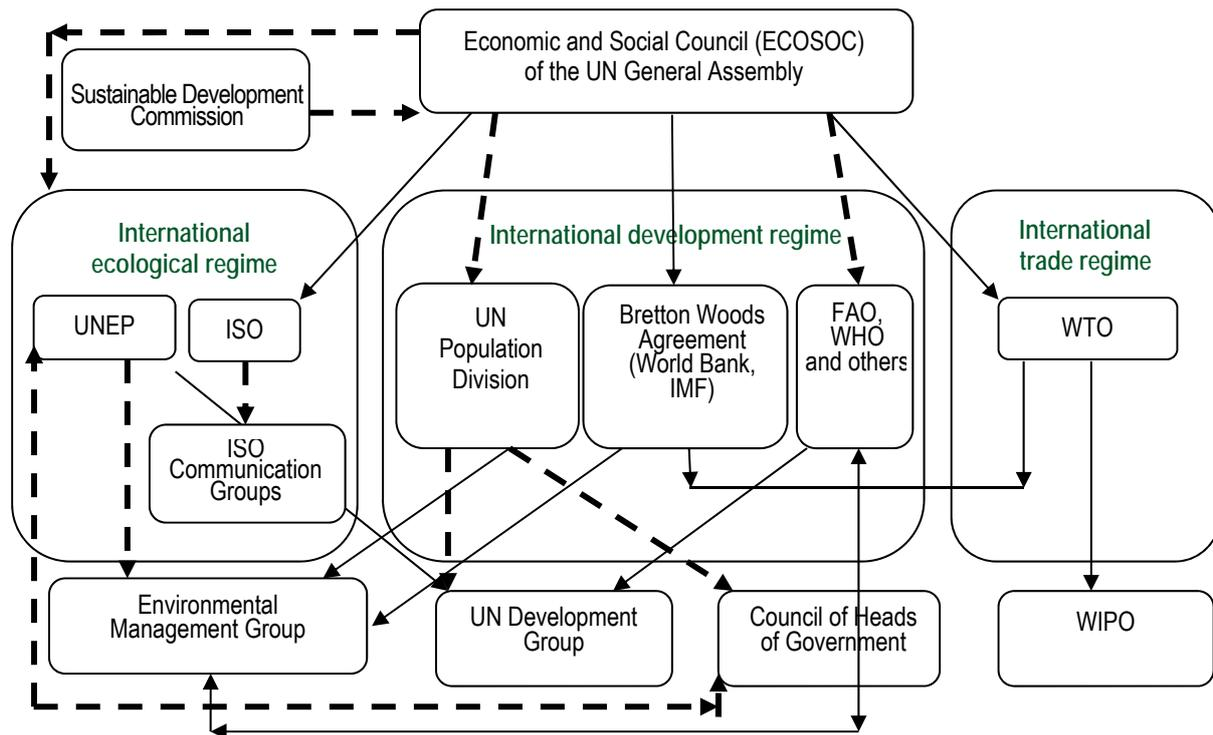 Economic and Social Council (ECOSOC)
of the UN General Assembly
Sustainable Development
Commission
International
ecological regime
International development regime
International
trade regime
UNEP
ISO
UN
Population
Division
Bretton Woods
Agreement
(World Bank,
IMF)
FAO,
WHO
and others
WTO
ISO
Communication
Groups
Environmental
Management Group
UN Development
Group
Council of Heads
of Government
WIPO